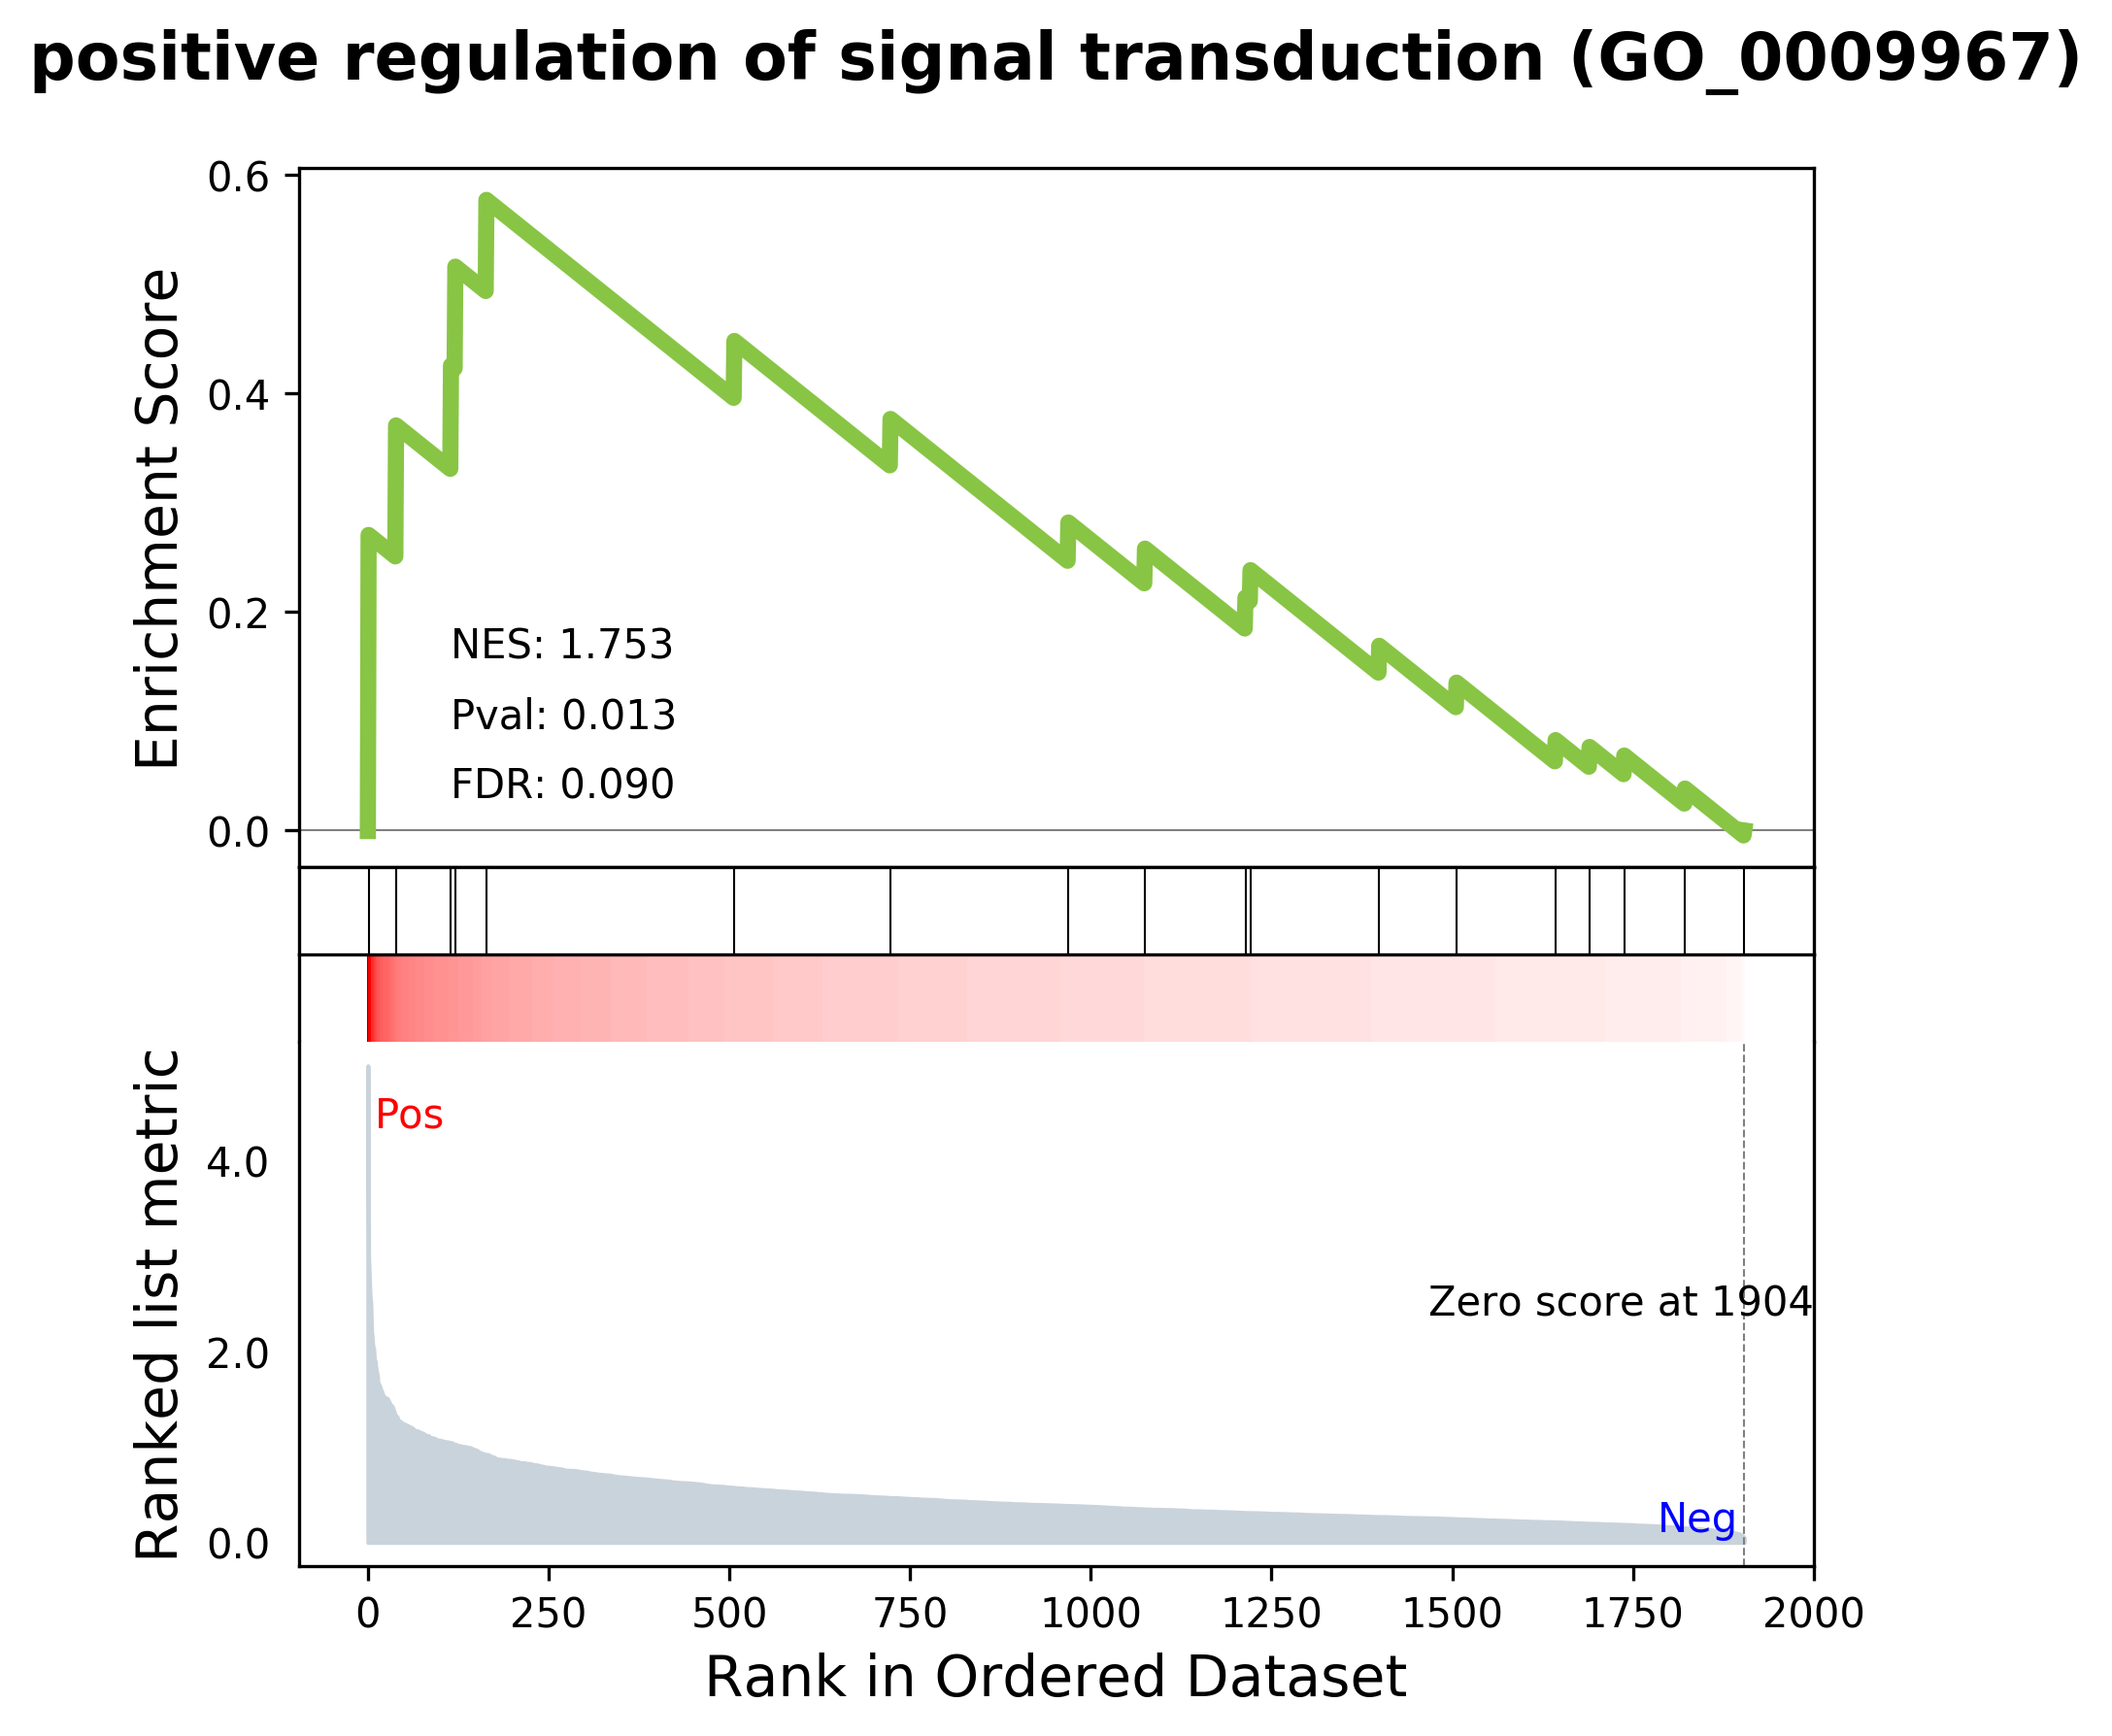 positive regulation of signal transduction (GO_0009967)
Enrichment Score
0.6
0.4
0.2
0.0
NES: 1.753
Pval: 0.013
FDR: 0.090
Ranked list metric
4.0
2.0
0.0
Pos
Zero score at 1904
Neg
0 250 500 750 1000 1250 1500 1750 2000
Rank in Ordered Dataset